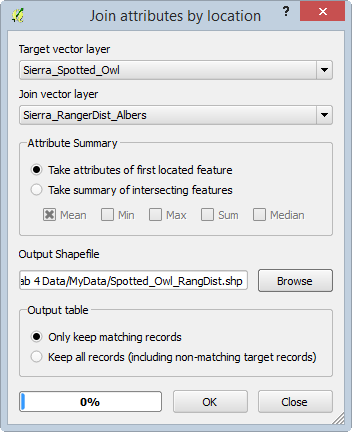 Join attributes by location
?
Target vector layer
Sierra_Spotted_Owl
Join vector layer
Sierra_RangerDist_Albers
Attribute Summary
Take attributes of first located feature
Take summary of intersecting features
Mean Min Max Sum Median
Output Shapefile
ab 4 Data/MyData/Spotted_Owl_RangDist.shp Browse
Output table
Only keep matching records
Keep all records (including non-matching target records)
0% OK Close